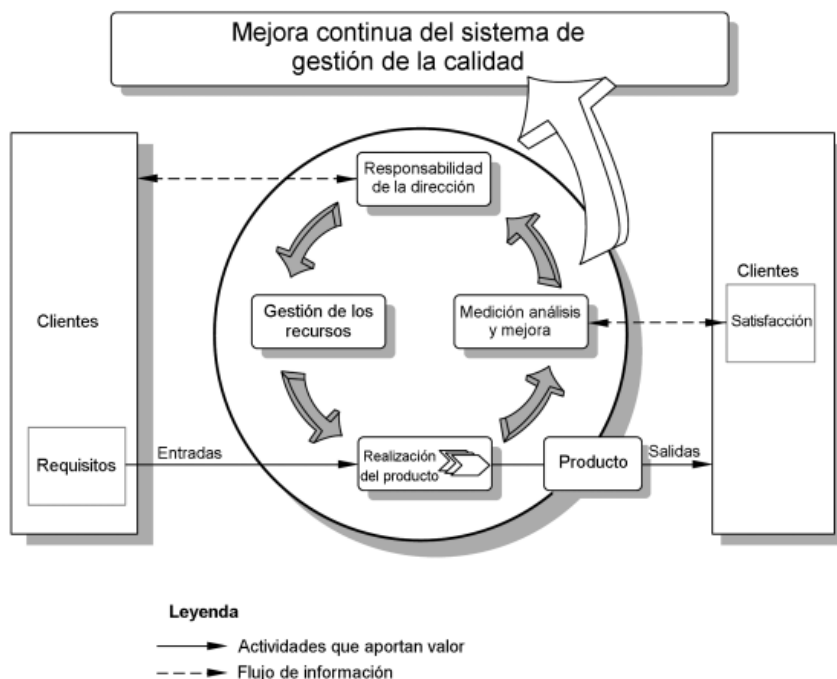 Mejora continua del sistema de
gestión de la calidad
Responsabilidad
de la dirección
Clientes
Gestión de los
recursos
Medición análisis
y mejora
Clientes
Satisfacción
Requisitos
Entradas
Realización
del producto
Producto
Salidas
Leyenda
Actividades que aportan valor
Flujo de información